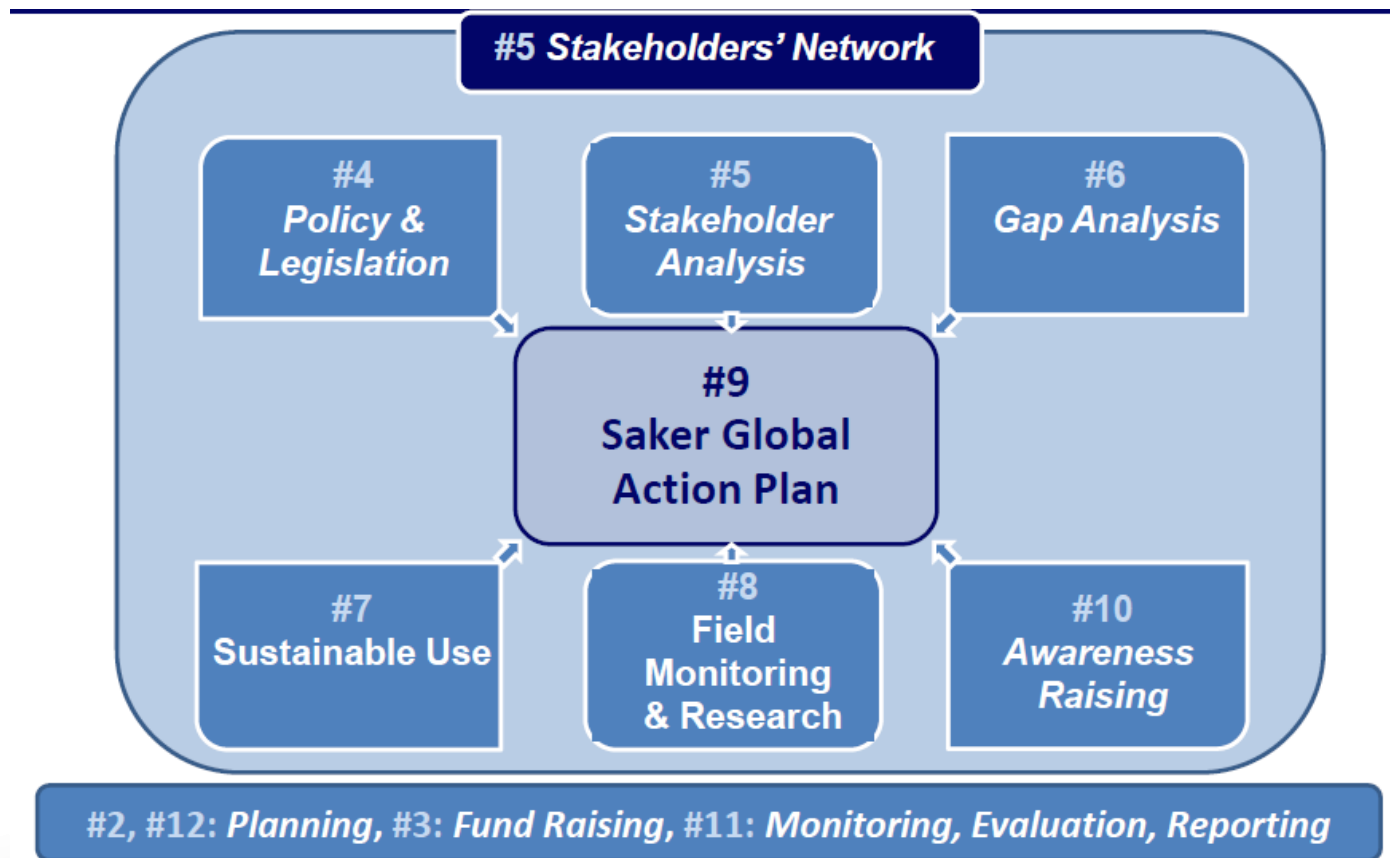 #5 Stakeholders’ Network
#4
Policy &
Legislation
#5
Stakeholder
Analysis
#6
Gap Analysis
#9
Saker Global
Action Plan
#7
Sustainable Use
#8
Field
Monitoring
& Research
#10
Awareness
Raising
#2, #12: Planning, #3: Fund Raising, #11: Monitoring, Evaluation, Reporting